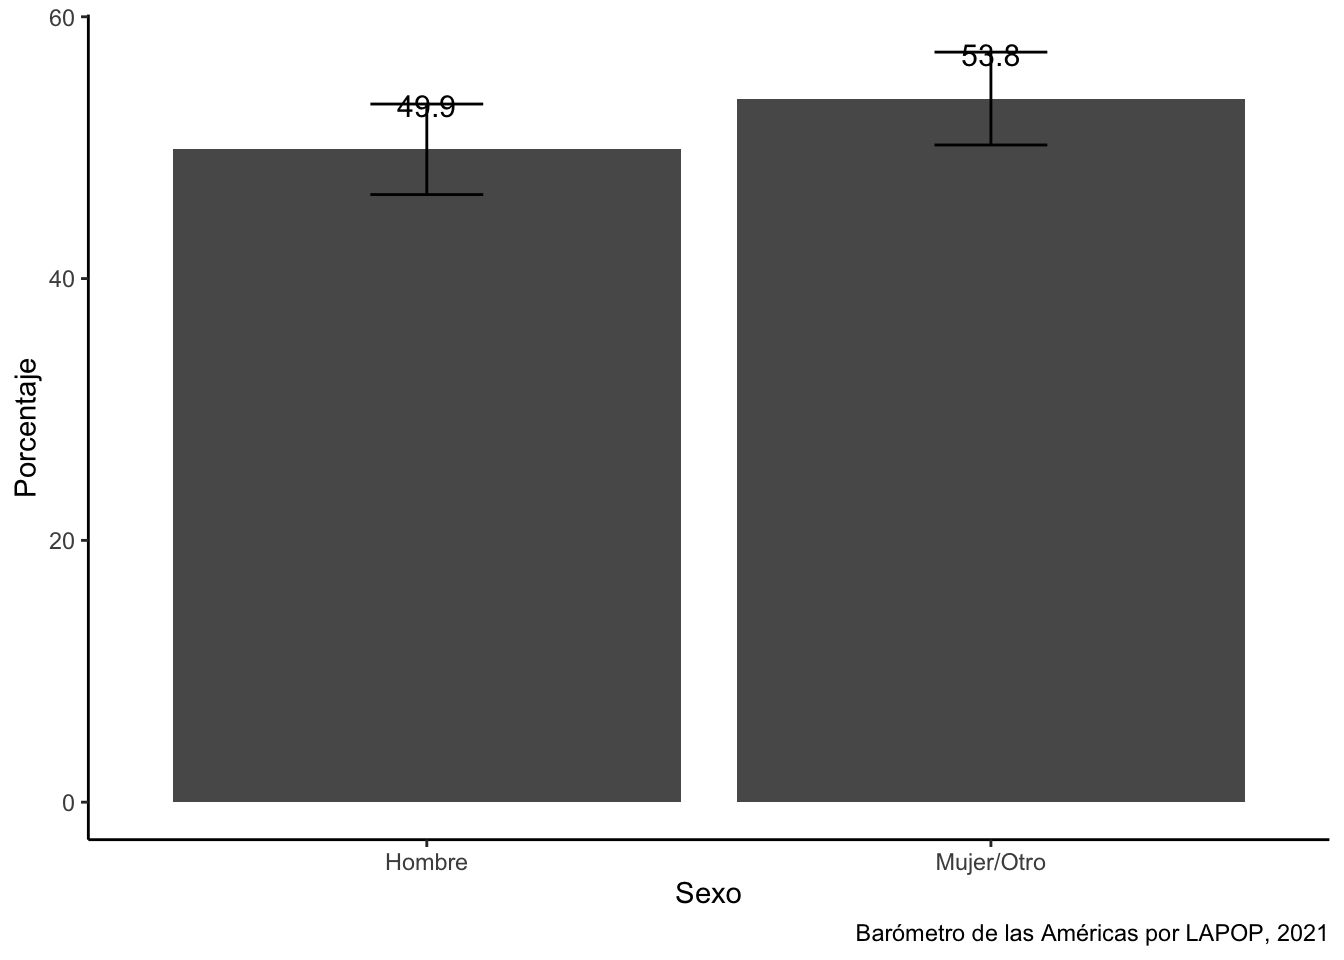 60
40
20
0
Porcentaje
49.9
53.8
Hombre
Mujer/Otro
Sexo
Barómetro de las Américas por LAPOP, 2021